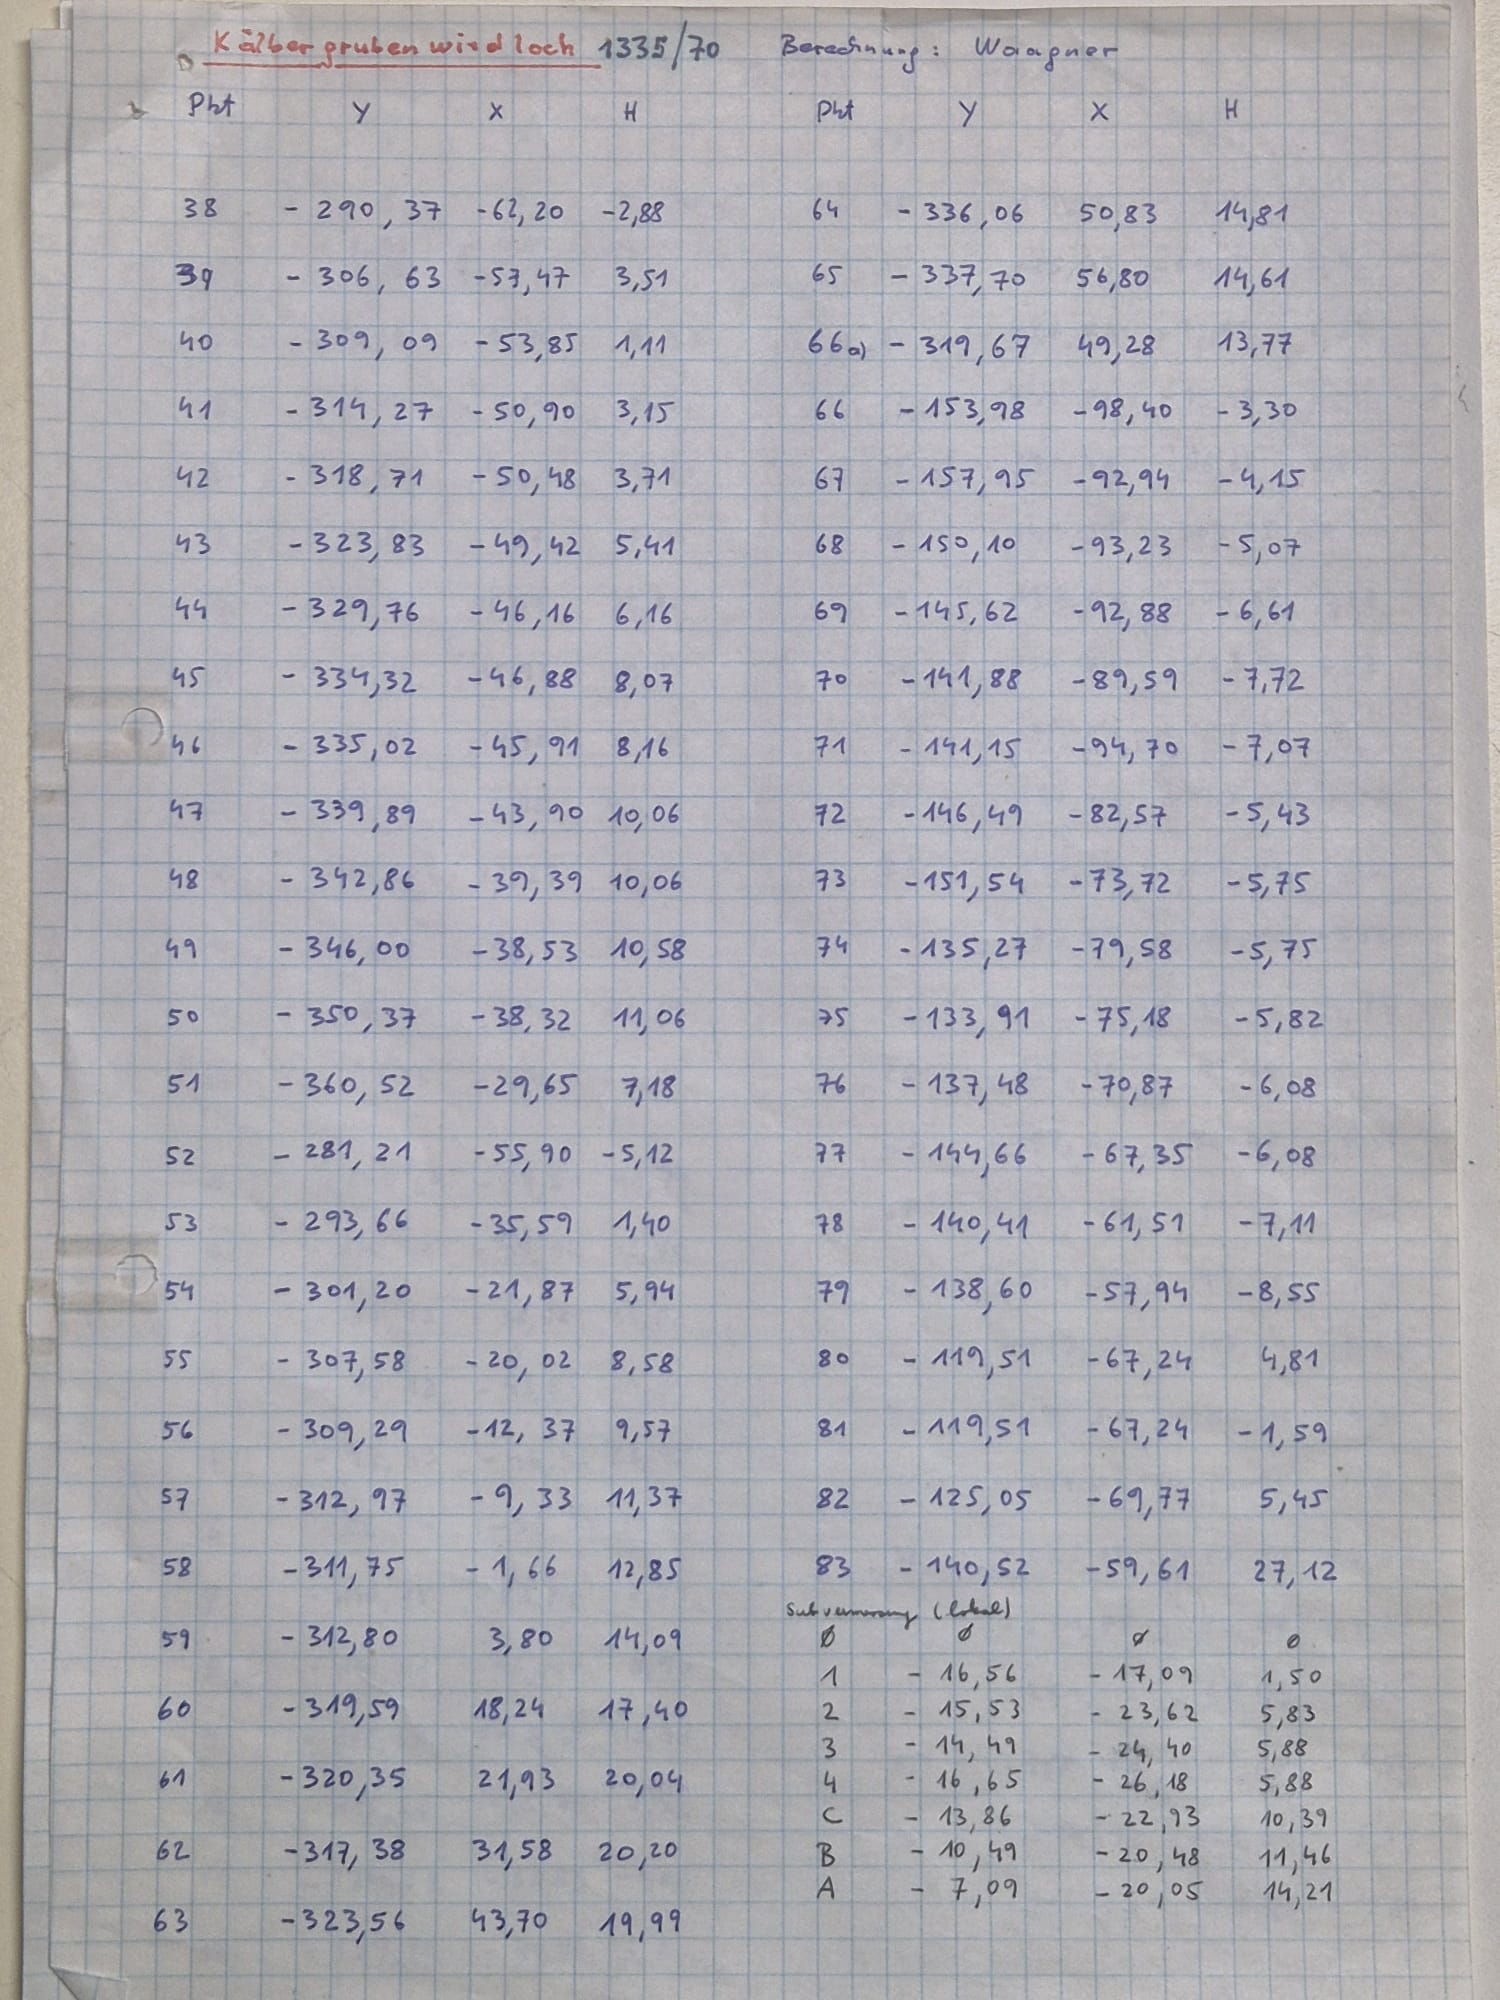 Kälbergrubenwindloch 1335/70 Berechnung: Waagner
Pkt Y X H
38 - 290,37 -62,20 -2,88
39 - 306,63 -57,47 3,51
40 - 309,09 -53,85 1,11
41 - 314,27 -50,90 3,15
42 - 318,71 -50,48 3,71
43 - 323,83 -49,42 5,41
44 - 329,76 -46,16 6,16
45 - 334,32 -46,88 8,07
46 - 335,02 -45,91 8,16
47 - 339,89 -43,90 10,06
48 - 342,86 -39,39 10,06
49 - 346,00 -38,53 10,58
50 - 350,37 -38,32 11,06
51 - 360,52 -29,65 7,18
52 - 281,21 -55,90 -5,12
53 - 293,66 -35,59 1,40
54 - 301,20 -21,87 5,94
55 - 307,58 -20,02 8,58
56 - 309,29 -12,37 9,57
57 -312,97 -9,33 11,37
58 -311,75 -1,66 12,85
59 -312,80 3,80 14,09
60 -319,59 18,24 17,40
61 -320,35 21,93 20,04
62 -317,38 31,58 20,20
63 -323,56 43,70 19,99
Pkt Y X H
64 - 336,06 50,83 14,81
65 - 337,70 56,80 14,61
66a) - 319,67 49,28 13,77
66 - 153,98 -98,40 -3,30
67 - 157,95 -92,94 -4,15
68 - 150,10 -93,23 -5,07
69 - 145,62 -92,88 -6,61
70 - 141,88 -89,59 -7,72
71 - 141,15 -94,70 -7,07
72 - 146,49 -82,57 -5,43
73 - 151,54 -73,72 -5,75
74 - 135,27 -79,58 -5,75
75 - 133,91 -75,18 -5,82
76 - 137,48 -70,87 -6,08
77 - 144,66 -67,35 -6,08
78 - 140,41 -61,51 -7,11
79 - 138,60 -57,94 -8,55
80 - 119,51 -67,24 4,81
81 - 119,51 -67,24 -1,59
82 - 125,05 -69,77 5,45
83 - 140,52 -59,61 27,12
(lokal)
Ø Ø Ø 0
1 - 16,56 - 17,09 1,50
2 - 15,53 - 23,62 5,83
3 - 14,49 - 24,40 5,88
4 - 16,65 - 26,18 5,88
C - 13,86 - 22,93 10,39
B - 10,49 - 20,48 11,46
A - 7,09 - 20,05 14,21